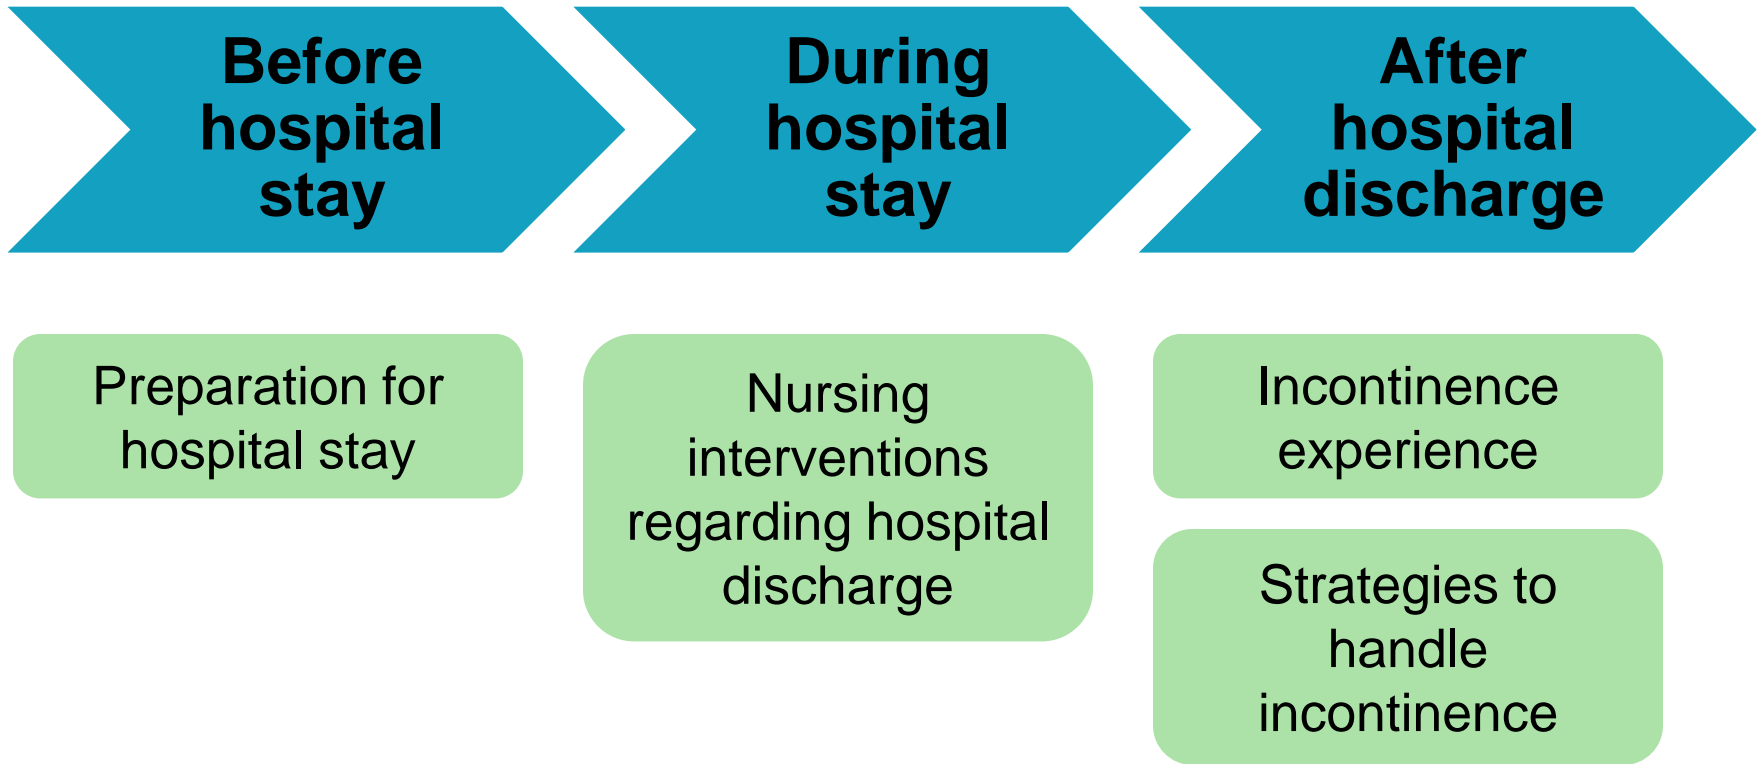 Before
hospital
stay
During
hospital
stay
After
hospital
discharge
Preparation for
hospital stay
Nursing
interventions
regarding hospital
discharge
Incontinence
experience
Strategies to
handle
incontinence